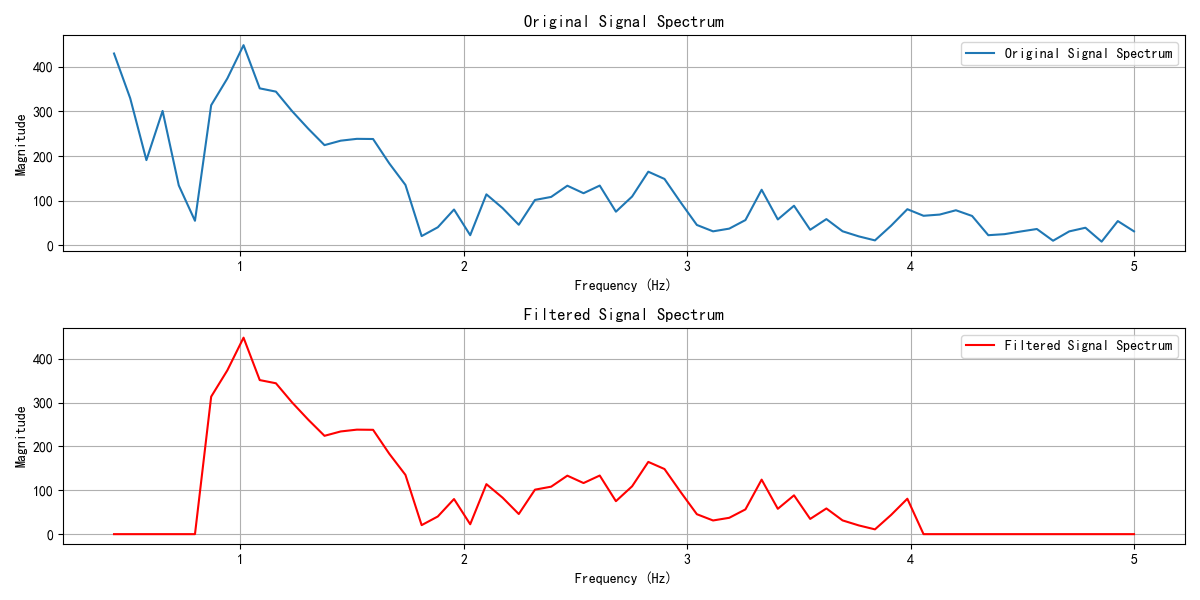 Original Signal Spectrum
Original Signal Spectrum
Magnitude
400
300
200
100
0
1 2 3 4 5
Frequency (Hz)
Filtered Signal Spectrum
Filtered Signal Spectrum
Magnitude
400
300
200
100
0
1 2 3 4 5
Frequency (Hz)